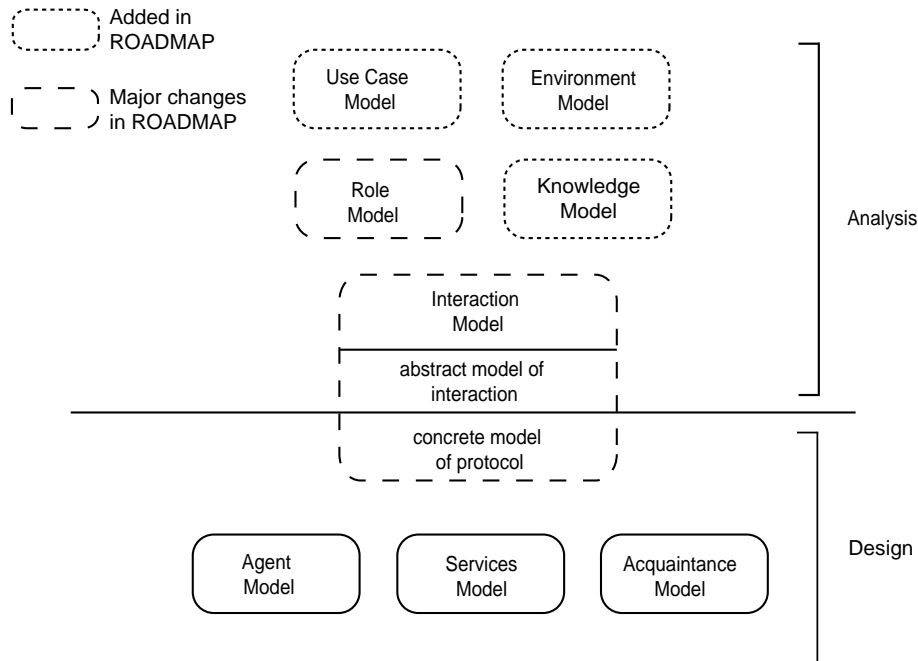 Added in
ROADMAP
Major changes
in ROADMAP
Use Case
Model
Environment
Model
Role
Model
Knowledge
Model
Analysis
Interaction
Model
abstract model of
interaction
concrete model
of protocol
Agent
Model
Services
Model
Acquaintance
Model
Design